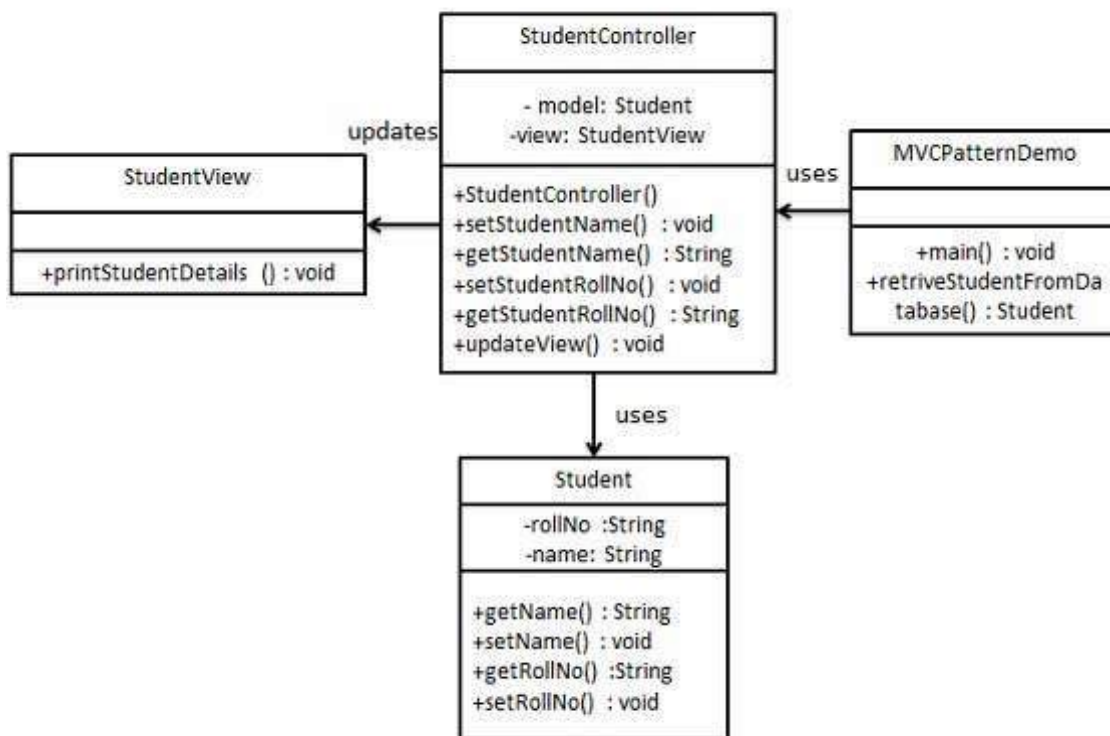 StudentController
- model: Student
-view: StudentView
+StudentController()
+setStudentName() : void
+getStudentName() : String
+setStudentRollNo() : void
+getStudentRollNo() : String
+updateView() : void
updates
StudentView
+printStudentDetails () : void
uses
MVCPatternDemo
+main() : void
+retriveStudentFromDa
tabase() : Student
uses
Student
-rollNo :String
-name: String
+getName() : String
+setName() : void
+getRollNo() :String
+setRollNo() : void